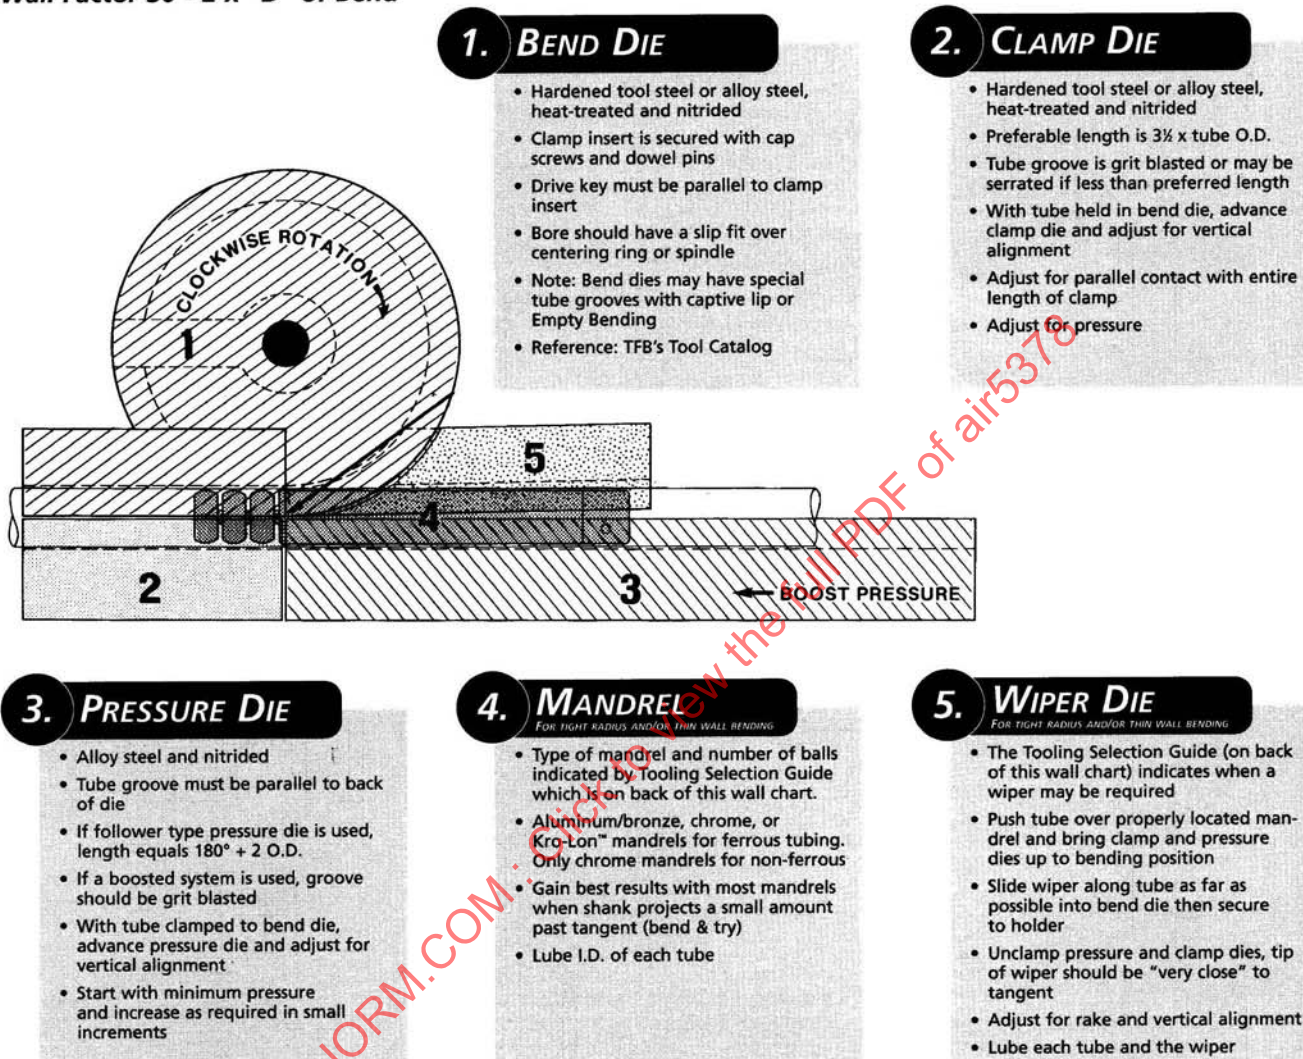 1. BEND DIE
• Hardened tool steel or alloy steel,
heat-treated and nitrided
• Clamp insert is secured with cap
screws and dowel pins
• Drive key must be parallel to clamp
insert
• Bore should have a slip fit over
centering ring or spindle
• Note: Bend dies may have special
tube grooves with captive lip or
Empty Bending
• Reference: TFB's Tool Catalog
2. CLAMP DIE
• Hardened tool steel or alloy steel,
heat-treated and nitrided
• Preferable length is 3½ x tube O.D.
• Tube groove is grit blasted or may be
serrated if less than preferred length
• With tube held in bend die, advance
clamp die and adjust for vertical
alignment
• Adjust for parallel contact with entire
length of clamp
• Adjust for pressure
CLOCKWISE ROTATION
1
5
4
2
3
BOOST PRESSURE
3. PRESSURE DIE
• Alloy steel and nitrided
• Tube groove must be parallel to back
of die
• If follower type pressure die is used,
length equals 180° + 2 O.D.
• If a boosted system is used, groove
should be grit blasted
• With tube clamped to bend die,
advance pressure die and adjust for
vertical alignment
• Start with minimum pressure
and increase as required in small
increments
4. MANDREL
FOR TIGHT RADIUS AND/OR THIN WALL BENDING
• Type of mandrel and number of balls
indicated by Tooling Selection Guide
which is on back of this wall chart.
• Aluminum/bronze, chrome, or
Kro-Lon™ mandrels for ferrous tubing.
Only chrome mandrels for non-ferrous
• Gain best results with most mandrels
when shank projects a small amount
past tangent (bend & try)
• Lube I.D. of each tube
5. WIPER DIE
FOR TIGHT RADIUS AND/OR THIN WALL BENDING
• The Tooling Selection Guide (on back
of this wall chart) indicates when a
wiper may be required
• Push tube over properly located man-
drel and bring clamp and pressure
dies up to bending position
• Slide wiper along tube as far as
possible into bend die then secure
to holder
• Unclamp pressure and clamp dies, tip
of wiper should be "very close" to
tangent
• Adjust for rake and vertical alignment
• Lube each tube and the wiper
ORM.COM : Click to view the full PDF of air5378